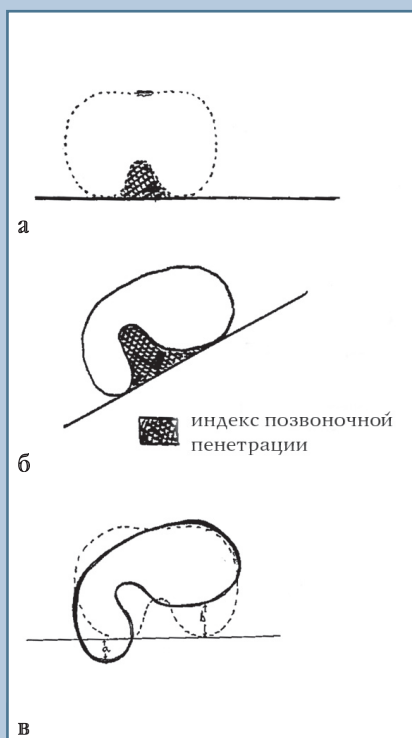 а
индекс позвоночной
пенетрации
б
a
b
в